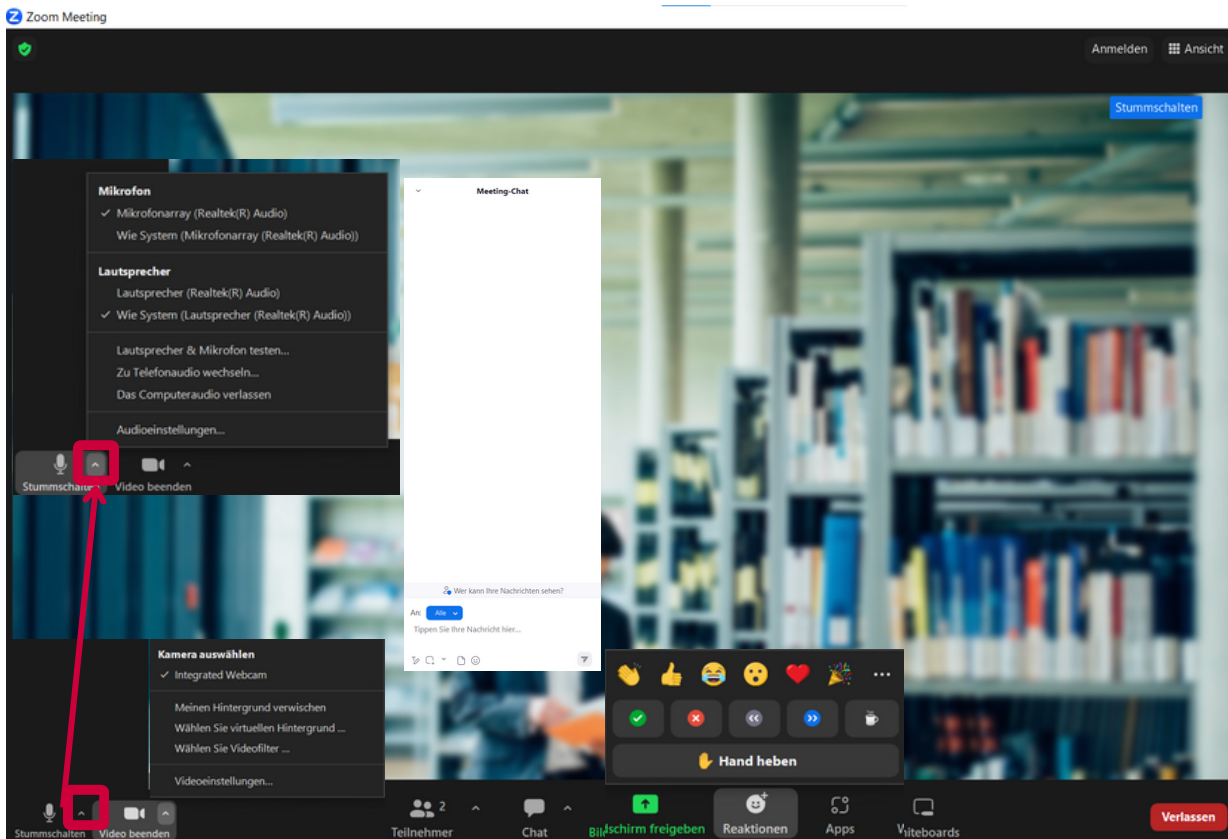 Zoom Meeting
Anmelden
Ansicht
Stummschalten
Mikrofon
Mikrofonarray (Realtek(R) Audio)
Wie System (Mikrofonarray (Realtek(R) Audio))
Lautsprecher
Lautsprecher (Realtek(R) Audio)
Wie System (Lautsprecher (Realtek(R) Audio))
Lautsprecher & Mikrofon testen...
Zu Telefonaudio wechseln...
Das Computeraudio verlassen
Audioeinstellungen...
Stummschalten
Video beenden
Meeting-Chat
Wer kann Ihre Nachrichten sehen?
An: Alle
Tippen Sie Ihre Nachricht hier...
Kamera auswählen
Integrated Webcam
Meinen Hintergrund verwischen
Wählen Sie virtuellen Hintergrund ...
Wählen Sie Videofilter ...
Videoeinstellungen...
Hand heben
Stummschalten
Video beenden
2
Teilnehmer
Chat
Bildschirm freigeben
Reaktionen
Apps
Whiteboards
Verlassen